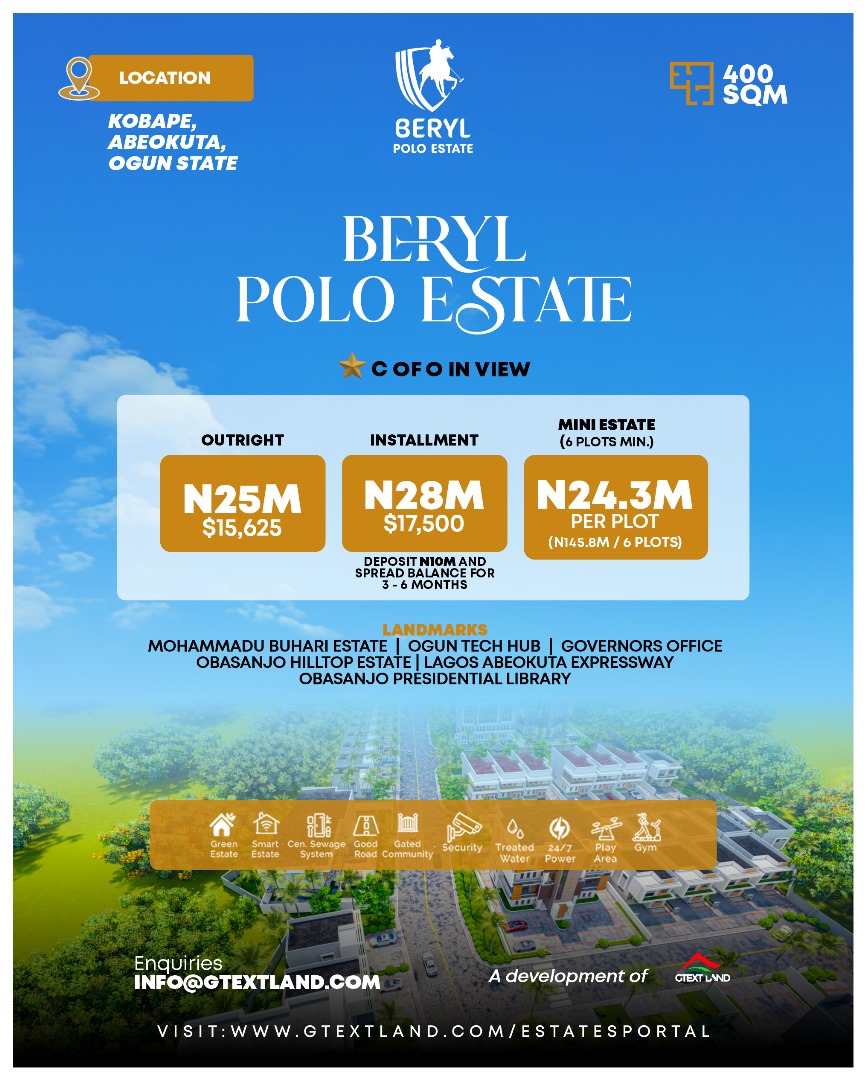 LOCATION
KOBAPE,
ABEOKUTA,
OGUN STATE
BERYL
POLO ESTATE
400
SQM
BERYL
POLO ESTATE
C OF O IN VIEW
OUTRIGHT
N25M
$15,625
INSTALLMENT
N28M
$17,500
DEPOSIT N10M AND
SPREAD BALANCE FOR
3 - 6 MONTHS
MINI ESTATE
(6 PLOTS MIN.)
N24.3M
PER PLOT
(N145.8M / 6 PLOTS)
LANDMARKS
MOHAMMADU BUHARI ESTATE | OGUN TECH HUB | GOVERNORS OFFICE
OBASANJO HILLTOP ESTATE | LAGOS ABEOKUTA EXPRESSWAY
OBASANJO PRESIDENTIAL LIBRARY
Green
Estate
Smart
Estate
Cen. Sewage
System
Good
Road
Gated
Community
Security
Treated
Water
24/7
Power
Play
Area
Gym
Enquiries
INFO@GTEXTLAND.COM
A development of
GTEXT LAND
VISIT:WWW.GTEXTLAND.COM/ESTATESPORTAL